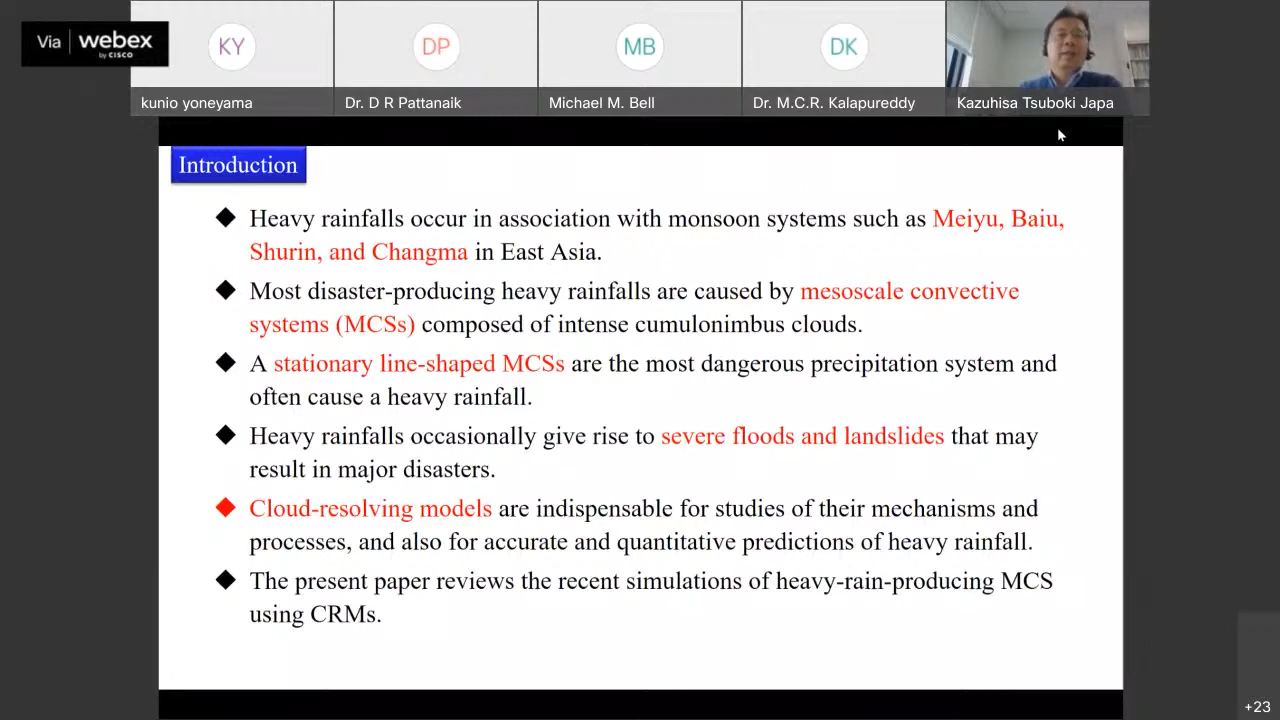 Via webex
by CISCO
KY
DP
MB
DK
kunio yoneyama
Dr. D R Pattanaik
Michael M. Bell
Dr. M.C.R. Kalapureddy
Kazuhisa Tsuboki Japa
Introduction
Heavy rainfalls occur in association with monsoon systems such as Meiyu, Baiu,
Shurin, and Changma in East Asia.
Most disaster-producing heavy rainfalls are caused by mesoscale convective
systems (MCSs) composed of intense cumulonimbus clouds.
A stationary line-shaped MCSs are the most dangerous precipitation system and
often cause a heavy rainfall.
Heavy rainfalls occasionally give rise to severe floods and landslides that may
result in major disasters.
Cloud-resolving models are indispensable for studies of their mechanisms and
processes, and also for accurate and quantitative predictions of heavy rainfall.
The present paper reviews the recent simulations of heavy-rain-producing MCS
using CRMs.
+23